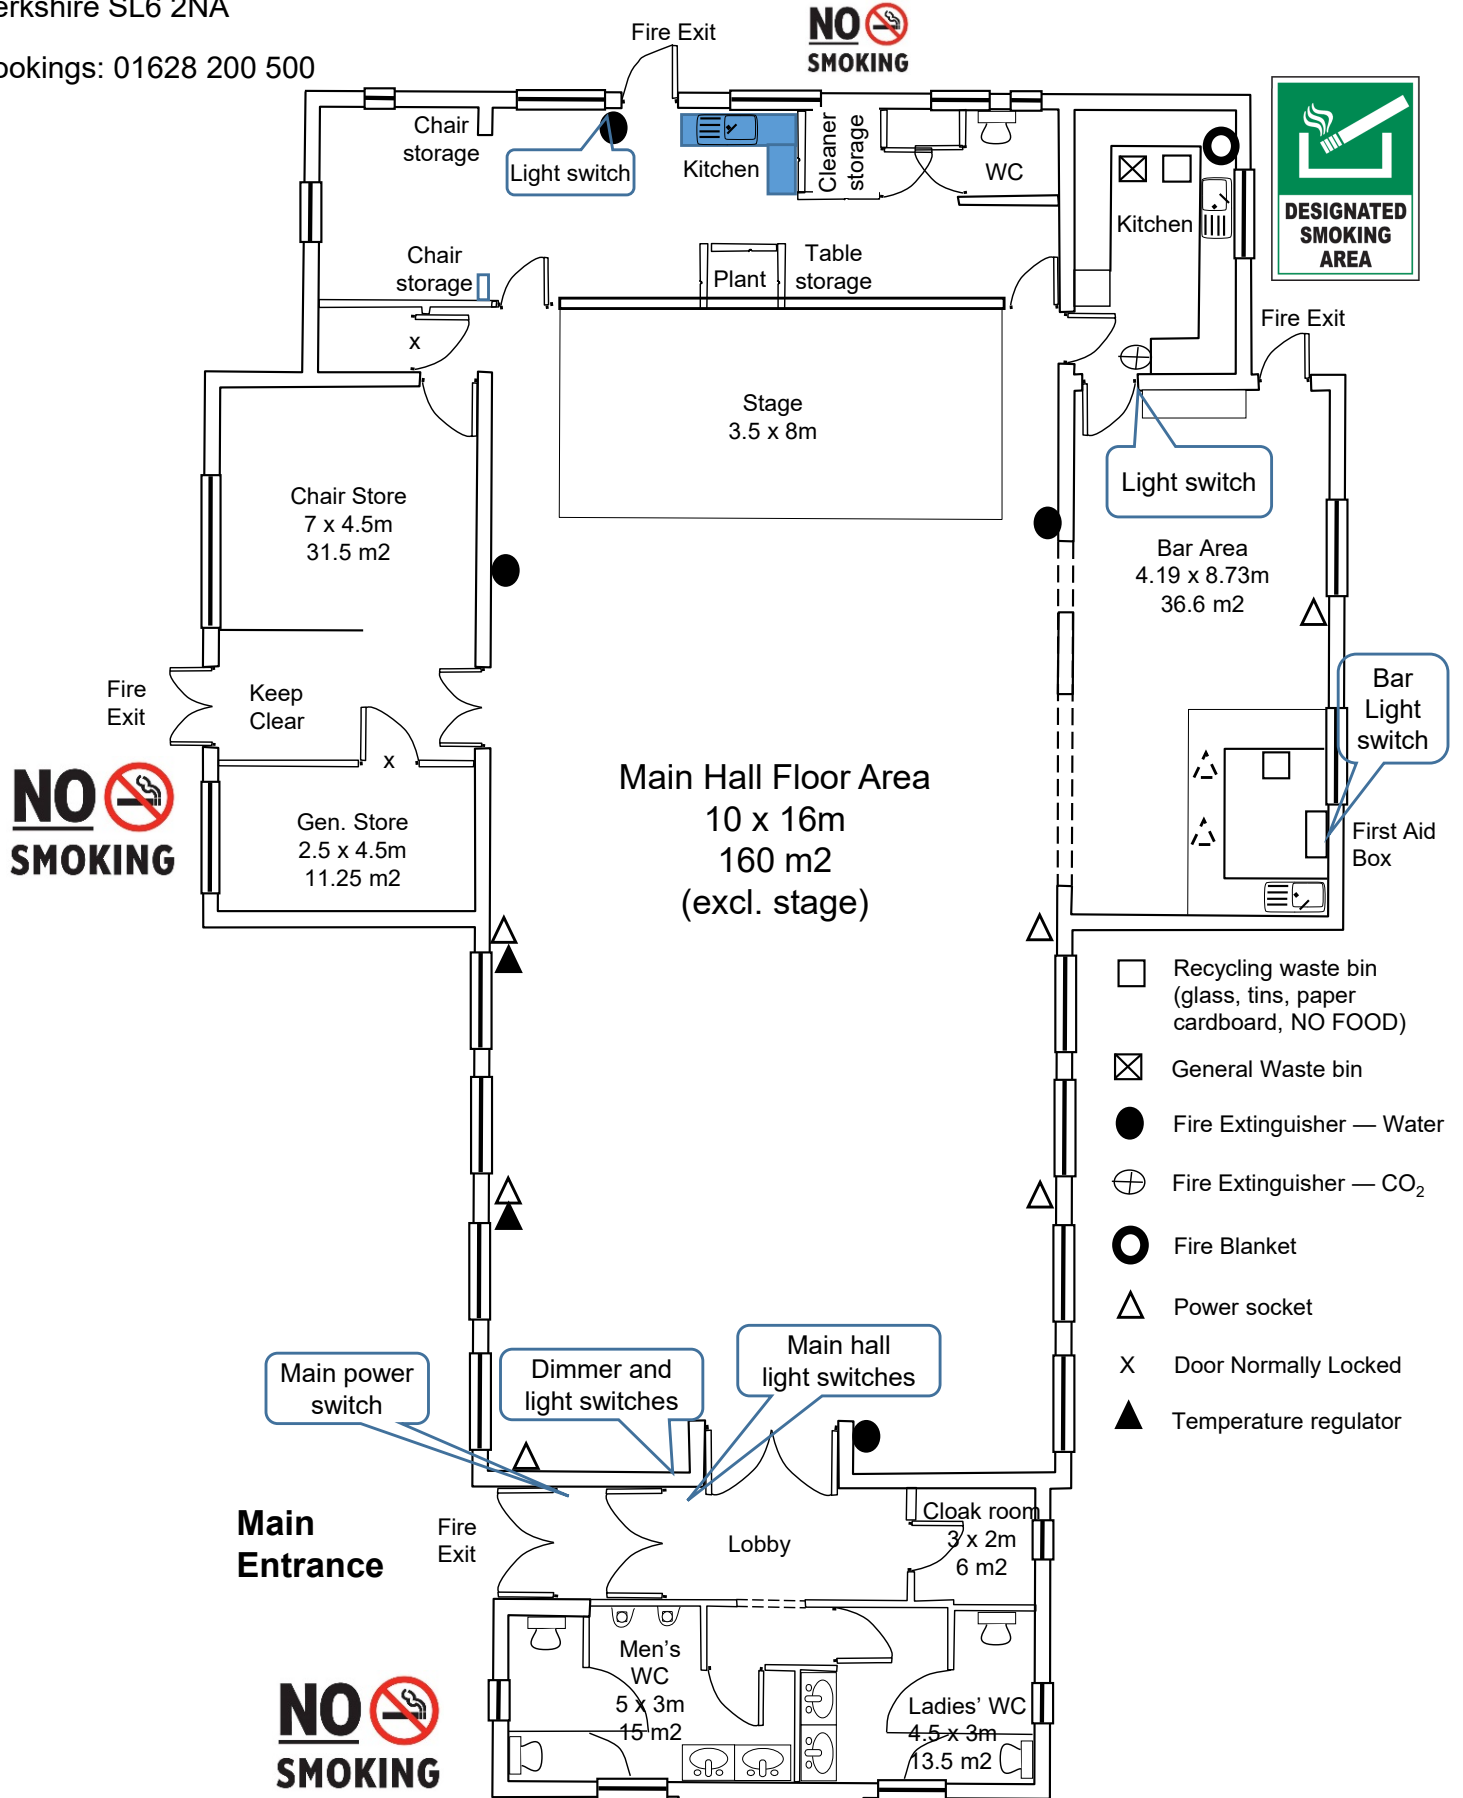 erkshire SL6 2NA
ookings: 01628 200 500
Fire Exit
NO
SMOKING
Chair
storage
Light switch
Kitchen
Cleaner
storage
WC
Kitchen
DESIGNATED
SMOKING
AREA
Chair
storage
Plant
Table
storage
Fire Exit
x
Stage
3.5 x 8m
Light switch
Chair Store
7 x 4.5m
31.5 m2
Bar Area
4.19 x 8.73m
36.6 m2
Fire
Exit
Keep
Clear
Bar
Light
switch
x
NO
SMOKING
Main Hall Floor Area
10 x 16m
160 m2
(excl. stage)
Gen. Store
2.5 x 4.5m
11.25 m2
First Aid
Box
Recycling waste bin
(glass, tins, paper
cardboard, NO FOOD)
General Waste bin
Fire Extinguisher — Water
Fire Extinguisher — CO2
Fire Blanket
Power socket
X Door Normally Locked
Temperature regulator
Main power
switch
Dimmer and
light switches
Main hall
light switches
Main
Entrance
Fire
Exit
Lobby
Cloak room
3 x 2m
6 m2
Men's
WC
5 x 3m
15 m2
Ladies' WC
4.5 x 3m
13.5 m2
NO
SMOKING